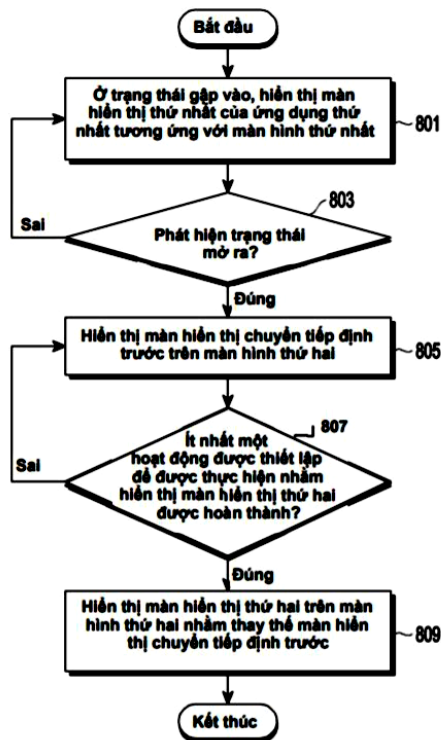 Bắt đầu
Ở trạng thái gập vào, hiển thị màn
hiển thị thứ nhất của ứng dụng thứ
nhất tương ứng với màn hình thứ nhất
801
803
Sai
Phát hiện trạng thái
mở ra?
Đúng
Hiển thị màn hiển thị chuyển tiếp định
trước trên màn hình thứ hai
805
807
Ít nhất một
hoạt động được thiết lập
để được thực hiện nhằm
hiển thị màn hiển thị thứ hai
được hoàn thành?
Sai
Đúng
Hiển thị màn hiển thị thứ hai trên màn
hình thứ hai nhằm thay thế màn hiển
thị chuyển tiếp định trước
809
Kết thúc